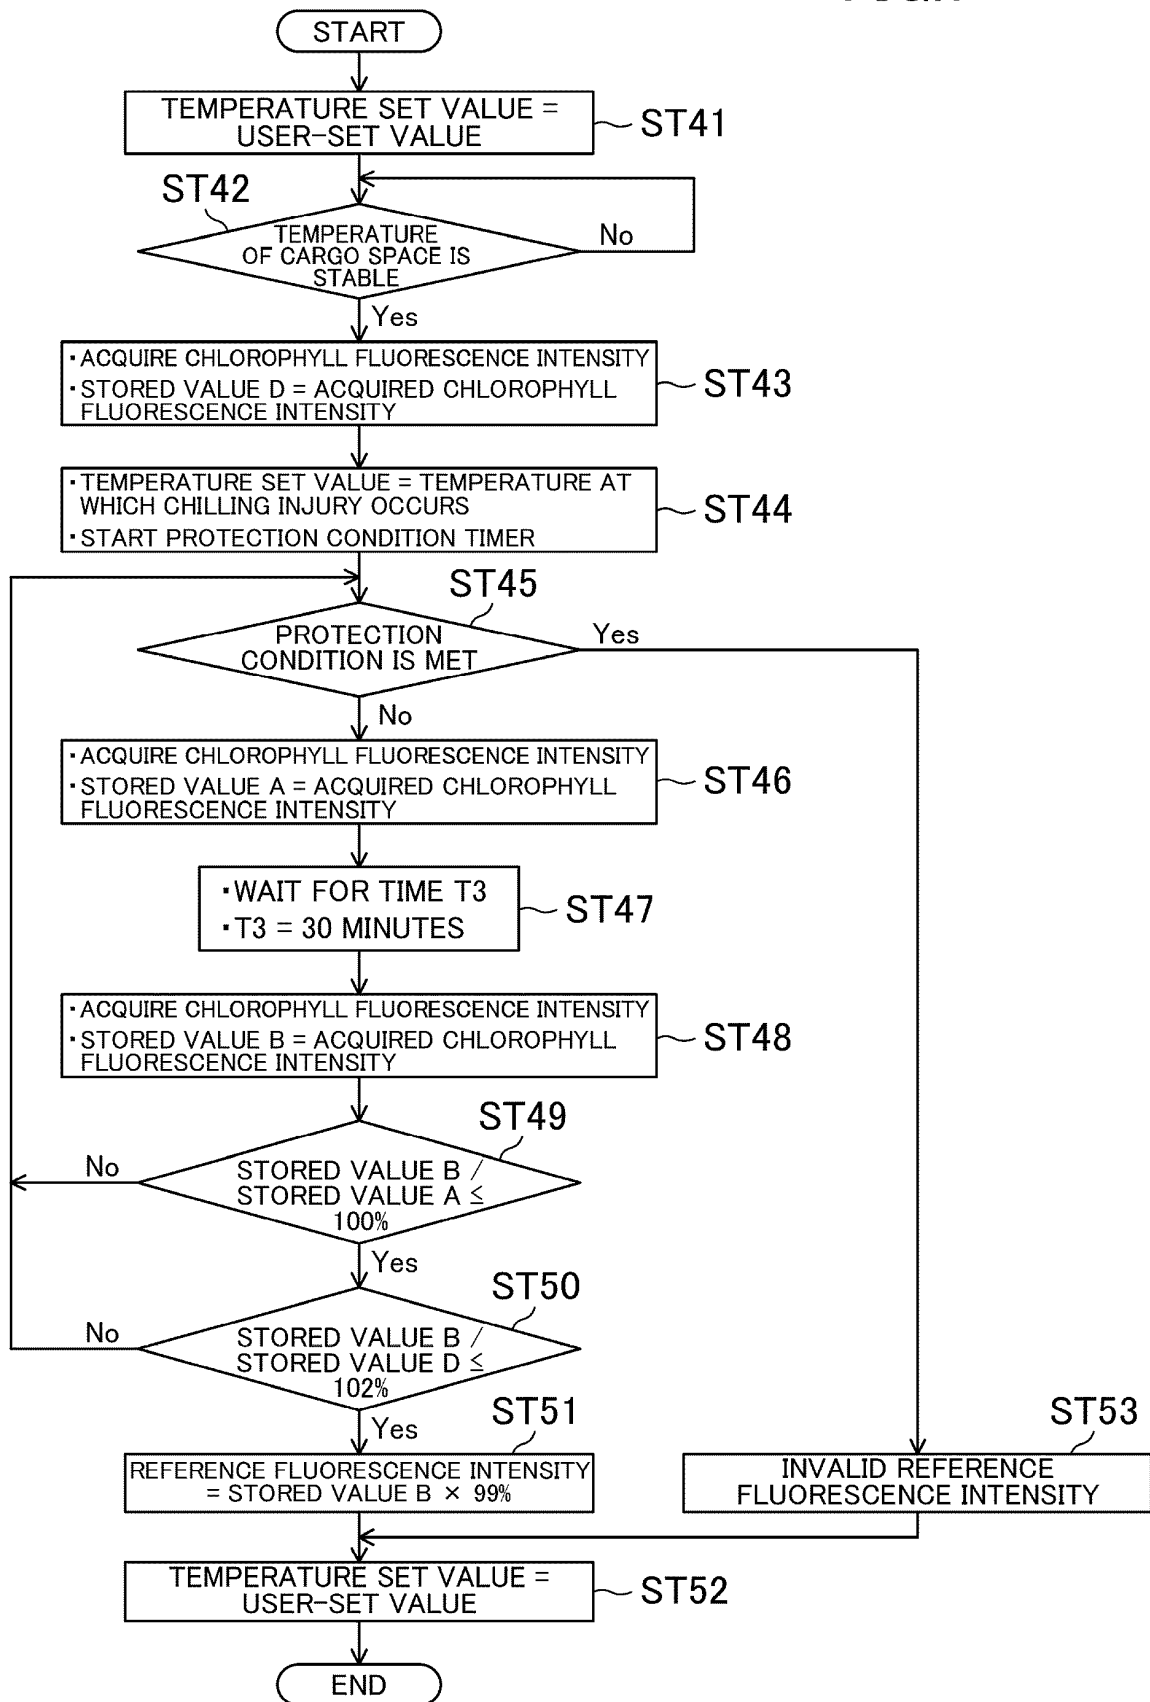 START
TEMPERATURE SET VALUE =
USER-SET VALUE
ST41
ST42
TEMPERATURE
OF CARGO SPACE IS
STABLE
No
Yes
・ACQUIRE CHLOROPHYLL FLUORESCENCE INTENSITY
・STORED VALUE D = ACQUIRED CHLOROPHYLL
FLUORESCENCE INTENSITY
ST43
・TEMPERATURE SET VALUE = TEMPERATURE AT
WHICH CHILLING INJURY OCCURS
・START PROTECTION CONDITION TIMER
ST44
ST45
PROTECTION
CONDITION IS MET
Yes
No
・ACQUIRE CHLOROPHYLL FLUORESCENCE INTENSITY
・STORED VALUE A = ACQUIRED CHLOROPHYLL
FLUORESCENCE INTENSITY
ST46
・WAIT FOR TIME T3
・T3 = 30 MINUTES
ST47
・ACQUIRE CHLOROPHYLL FLUORESCENCE INTENSITY
・STORED VALUE B = ACQUIRED CHLOROPHYLL
FLUORESCENCE INTENSITY
ST48
ST49
No
STORED VALUE B /
STORED VALUE A ≤
100%
Yes
ST50
No
STORED VALUE B /
STORED VALUE D ≤
102%
Yes
ST51
REFERENCE FLUORESCENCE INTENSITY
= STORED VALUE B × 99%
ST53
INVALID REFERENCE
FLUORESCENCE INTENSITY
TEMPERATURE SET VALUE =
USER-SET VALUE
ST52
END